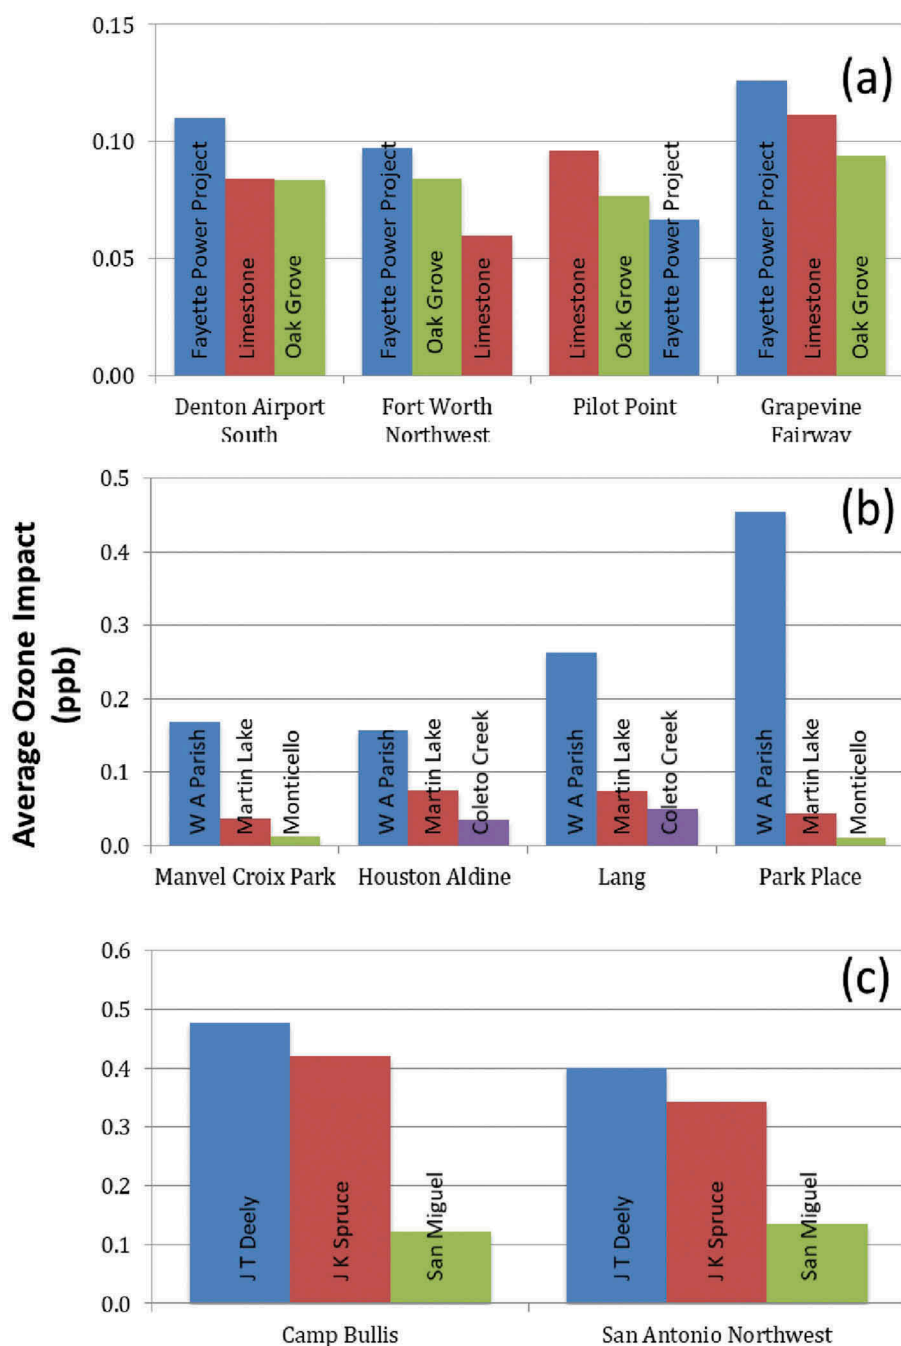 Average Ozone Impact
(ppb)
(a)
0.15
0.10
0.05
0.00
Fayette Power Project
Limestone
Oak Grove
Fayette Power Project
Oak Grove
Limestone
Limestone
Oak Grove
Fayette Power Project
Fayette Power Project
Limestone
Oak Grove
Denton Airport
South
Fort Worth
Northwest
Pilot Point
Grapevine
Fairway
(b)
0.5
0.4
0.3
0.2
0.1
0.0
W A Parish
Martin Lake
Monticello
W A Parish
Martin Lake
Coleto Creek
W A Parish
Martin Lake
Coleto Creek
W A Parish
Martin Lake
Monticello
Manvel Croix Park
Houston Aldine
Lang
Park Place
(c)
0.6
0.5
0.4
0.3
0.2
0.1
0.0
J T Deely
J K Spruce
San Miguel
J T Deely
J K Spruce
San Miguel
Camp Bullis
San Antonio Northwest